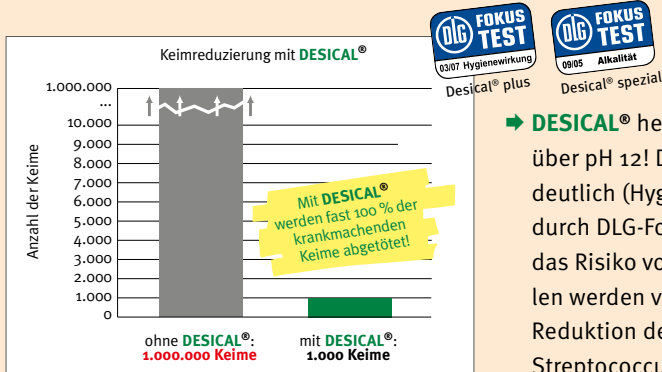 Keimreduzierung mit DESICAL®
DLG FOKUS TEST
03/07 Hygienewirkung
Desical® plus
DLG FOKUS TEST
09/05 Alkalität
Desical® spezial
Anzahl der Keime
1.000.000
...
10.000
9.000
8.000
7.000
6.000
5.000
4.000
3.000
2.000
1.000
0
Mit DESICAL®
werden fast 100 % der
krankmachenden
Keime abgetötet!
ohne DESICAL®:
1.000.000 Keime
mit DESICAL®:
1.000 Keime
➡ DESICAL® he
über pH 12! D
deutlich (Hyg
durch DLG-Fo
das Risiko vo
len werden v
Reduktion de
Streptococcu